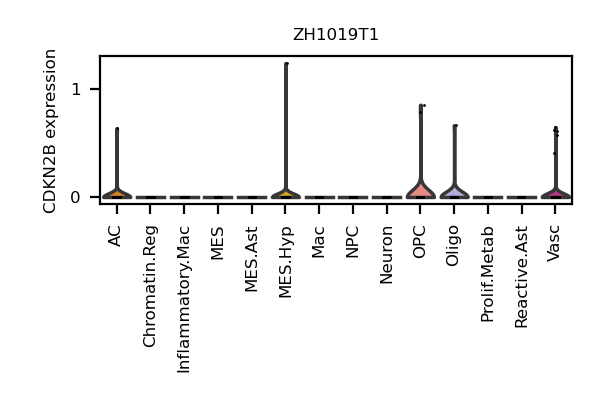 ZH1019T1
CDKN2B expression
1
0
AC
Chromatin.Reg
Inflammatory.Mac
MES
MES.Ast
MES.Hyp
Mac
NPC
Neuron
OPC
Oligo
Prolif.Metab
Reactive.Ast
Vasc